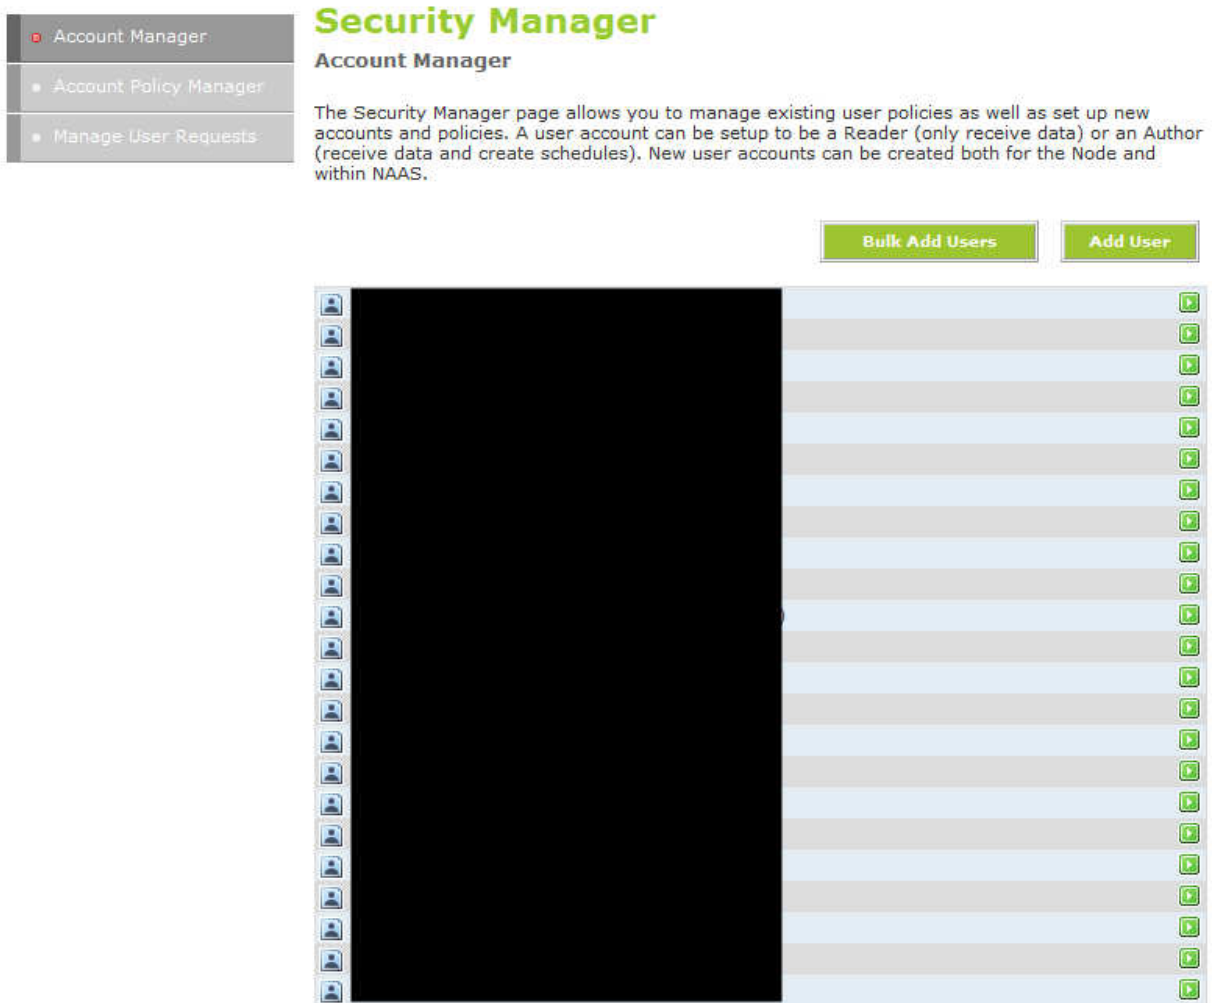 Account Manager
Account Policy Manager
Manage User Requests
Security Manager
Account Manager
The Security Manager page allows you to manage existing user policies as well as set up new
accounts and policies. A user account can be setup to be a Reader (only receive data) or an Author
(receive data and create schedules). New user accounts can be created both for the Node and
within NAAS.
Bulk Add Users
Add User
)